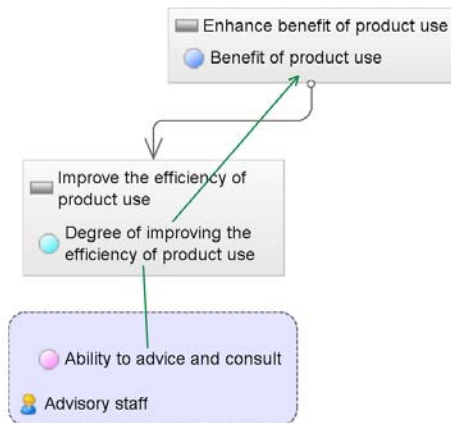 Enhance benefit of product use
Benefit of product use
Improve the efficiency of
product use
Degree of improving the
efficiency of product use
Ability to advice and consult
Advisory staff